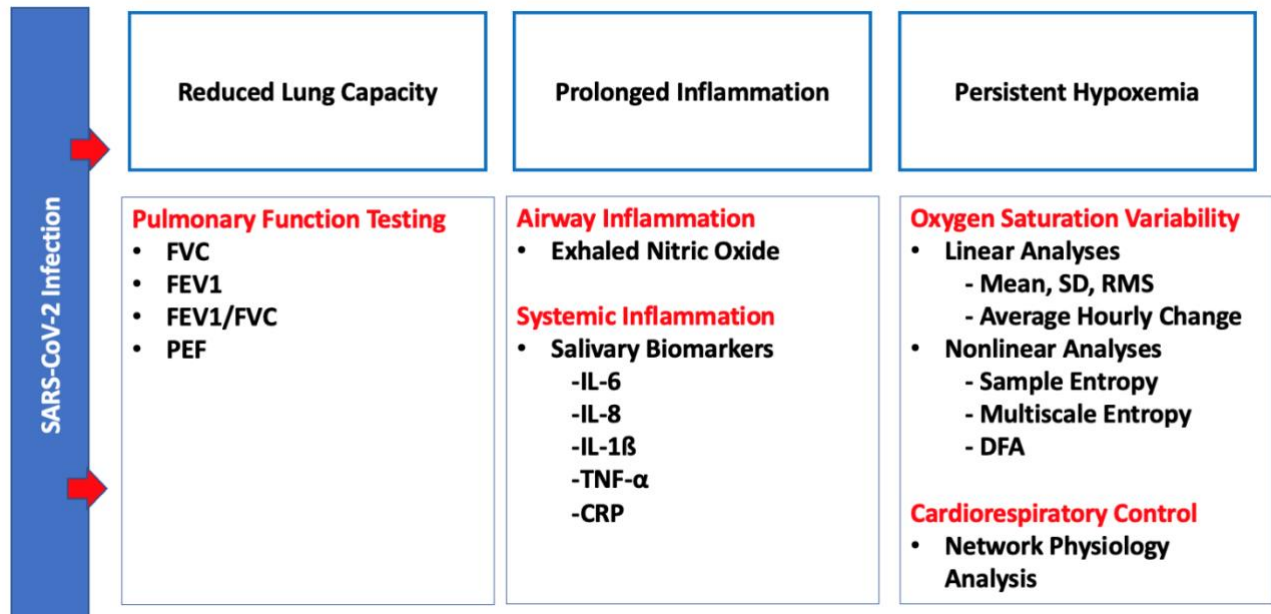 SARS-CoV-2 Infection
Reduced Lung Capacity
Prolonged Inflammation
Persistent Hypoxemia
Pulmonary Function Testing
• FVC
• FEV1
• FEV1/FVC
• PEF
Airway Inflammation
• Exhaled Nitric Oxide
Systemic Inflammation
• Salivary Biomarkers
-IL-6
-IL-8
-IL-1ß
-TNF-α
-CRP
Oxygen Saturation Variability
• Linear Analyses
- Mean, SD, RMS
- Average Hourly Change
• Nonlinear Analyses
- Sample Entropy
- Multiscale Entropy
- DFA
Cardiorespiratory Control
• Network Physiology
Analysis